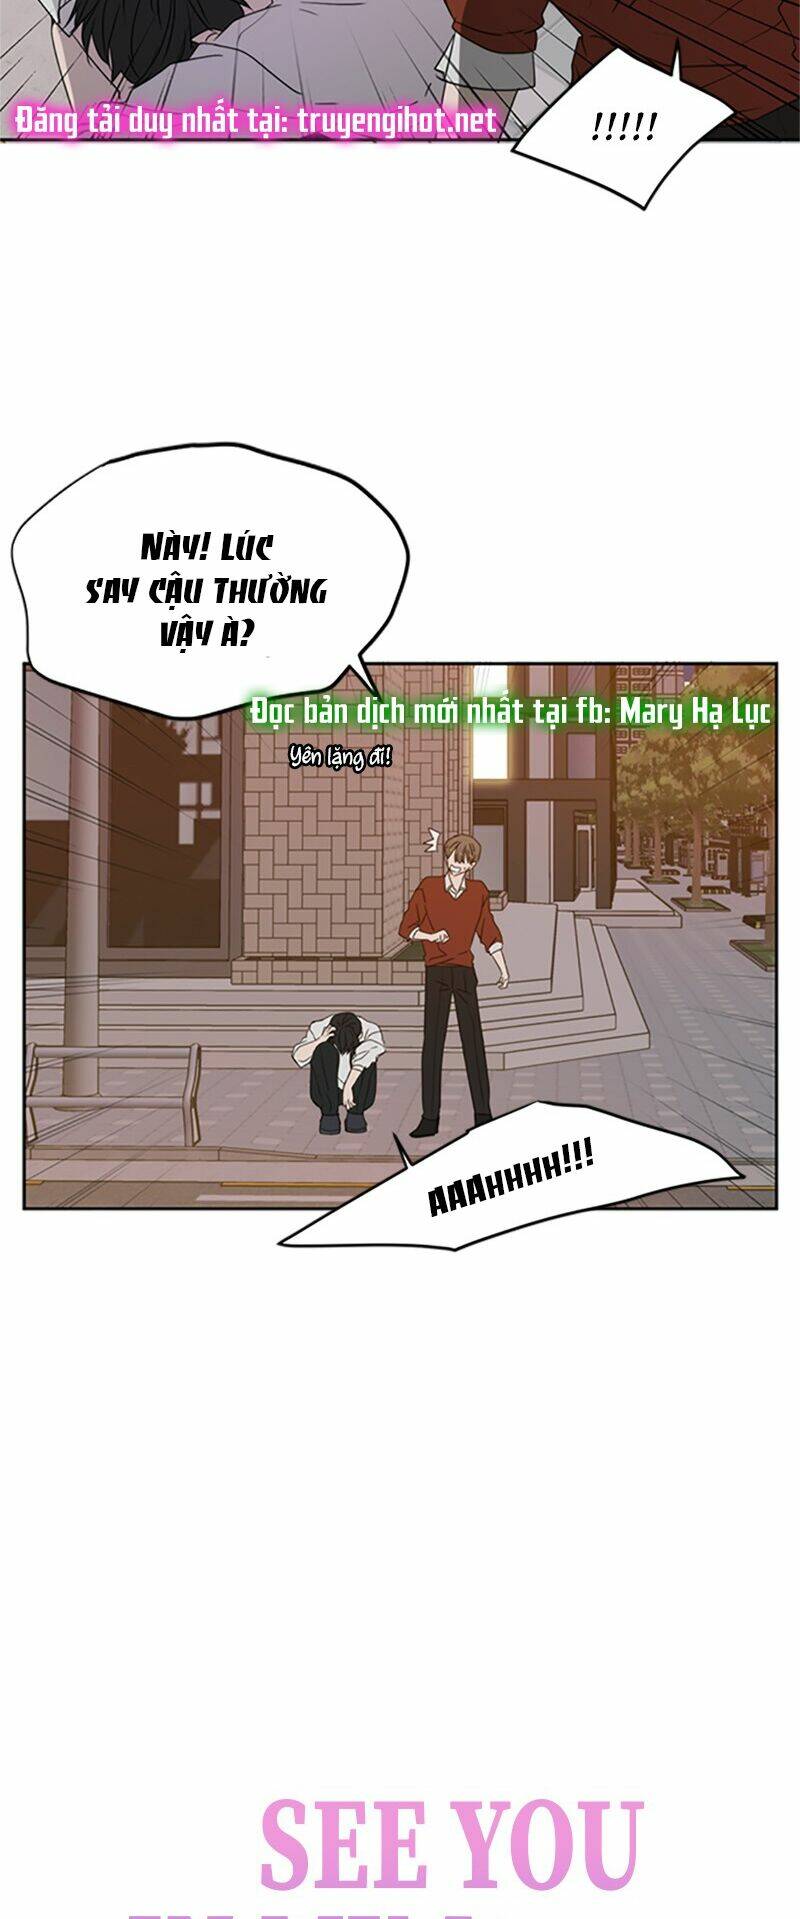 !!!!!
Đăng tải duy nhất tại: truyengihot.net
NÀY! LÚC
SAY CẬU THƯỜNG
VẬY À?
Đọc bản dịch mới nhất tại fb: Mary Hạ Lục
Yên lặng đi!
AAAHHHH!!!
SEE YOU